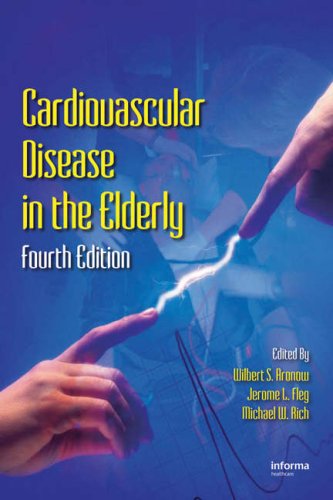 Cardiovascular
Disease
in the Elderly
Fourth Edition
Edited By
Wilbert S. Aronow
Jerome L. Fleg
Michael W. Rich
informa
healthcare